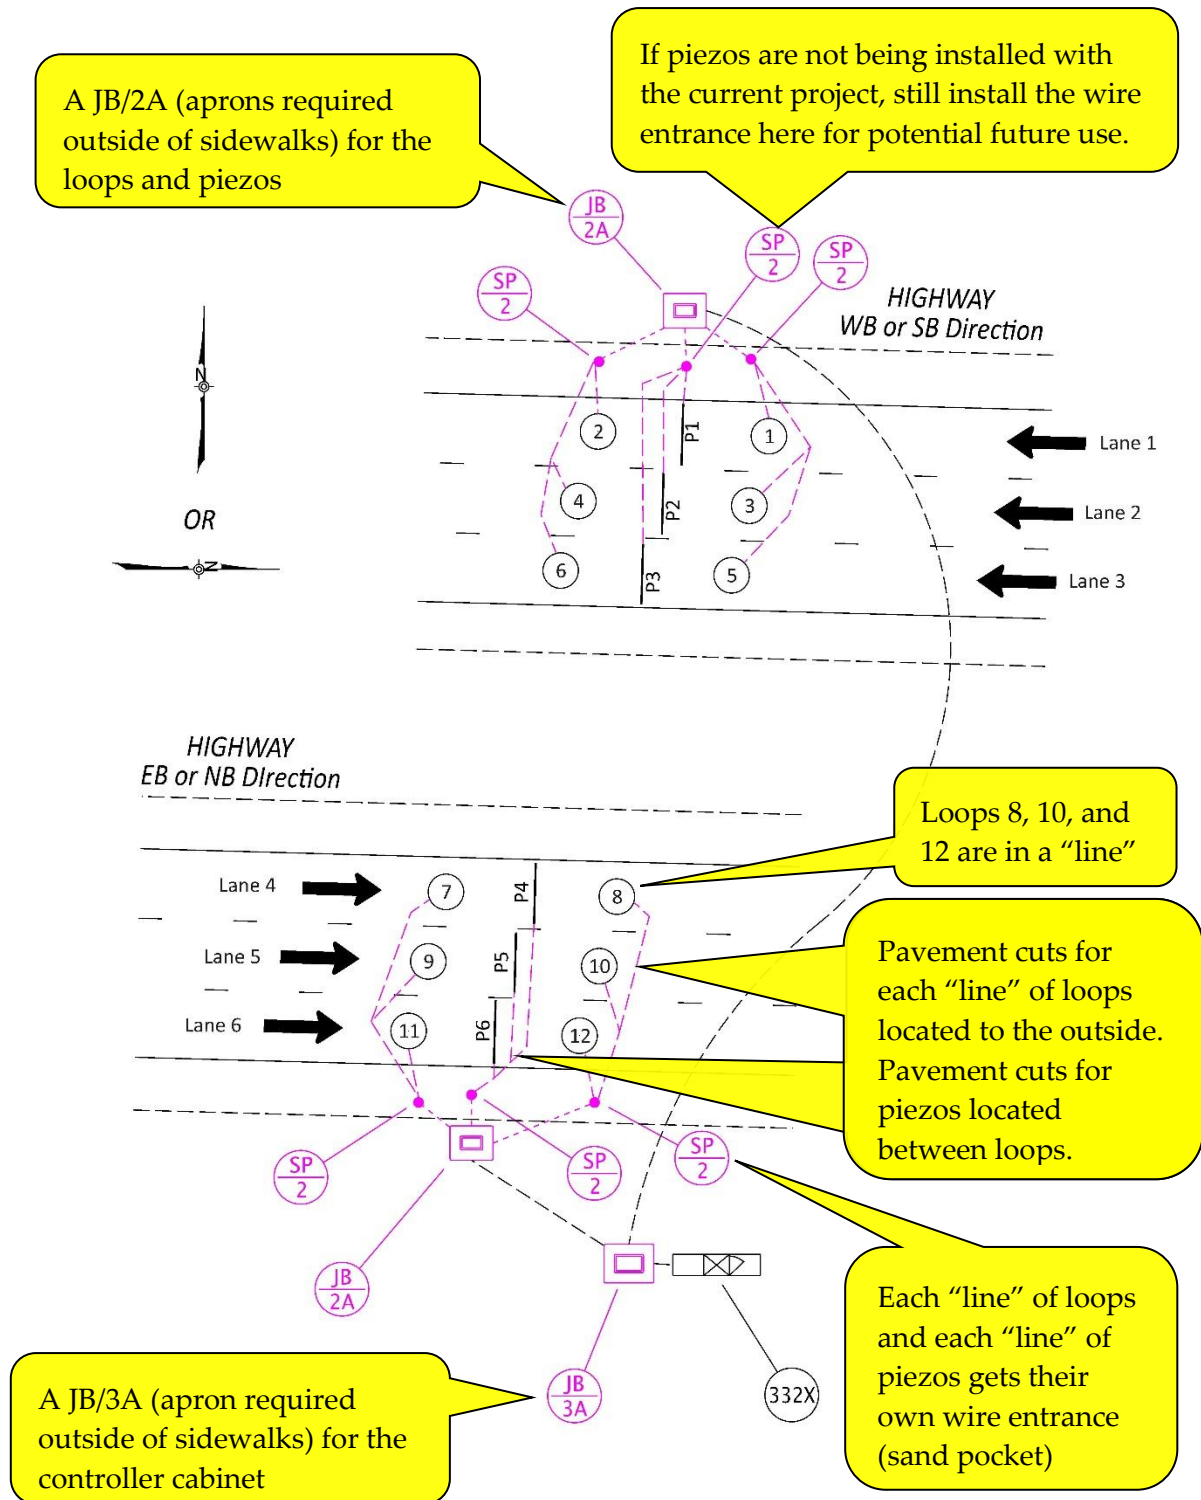 If piezos are not being installed with
the current project, still install the wire
entrance here for potential future use.
A JB/2A (aprons required
outside of sidewalks) for the
loops and piezos
JB
2A
SP
2
SP
2
SP
2
HIGHWAY
WB or SB Direction
N
OR
N
2
P1
1
Lane 1
4
P2
3
Lane 2
6
P3
5
Lane 3
HIGHWAY
EB or NB DIrection
Loops 8, 10, and
12 are in a “line”
Lane 4
7
P4
8
Lane 5
9
P5
10
Lane 6
11
P6
12
Pavement cuts for
each “line” of loops
located to the outside.
Pavement cuts for
piezos located
between loops.
SP
2
SP
2
SP
2
JB
2A
Each “line” of loops
and each “line” of
piezos gets their
own wire entrance
(sand pocket)
A JB/3A (apron required
outside of sidewalks) for the
controller cabinet
JB
3A
332X